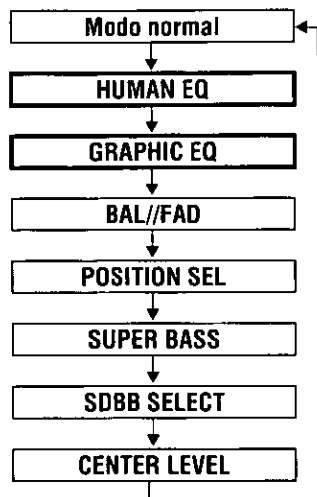 Modo normal
HUMAN EQ
GRAPHIC EQ
BAL//FAD
POSITION SEL
SUPER BASS
SDBB SELECT
CENTER LEVEL